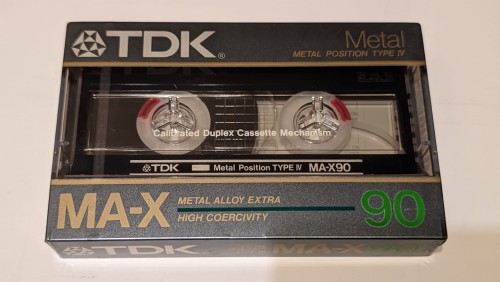 TDK®
Metal
METAL POSITION TYPE IV
Calibrated Duplex Cassette Mechanism
TDK Metal Position TYPE IV MA-X90
MA-X METAL ALLOY EXTRA
HIGH COERCIVITY
90
TDK MA-X